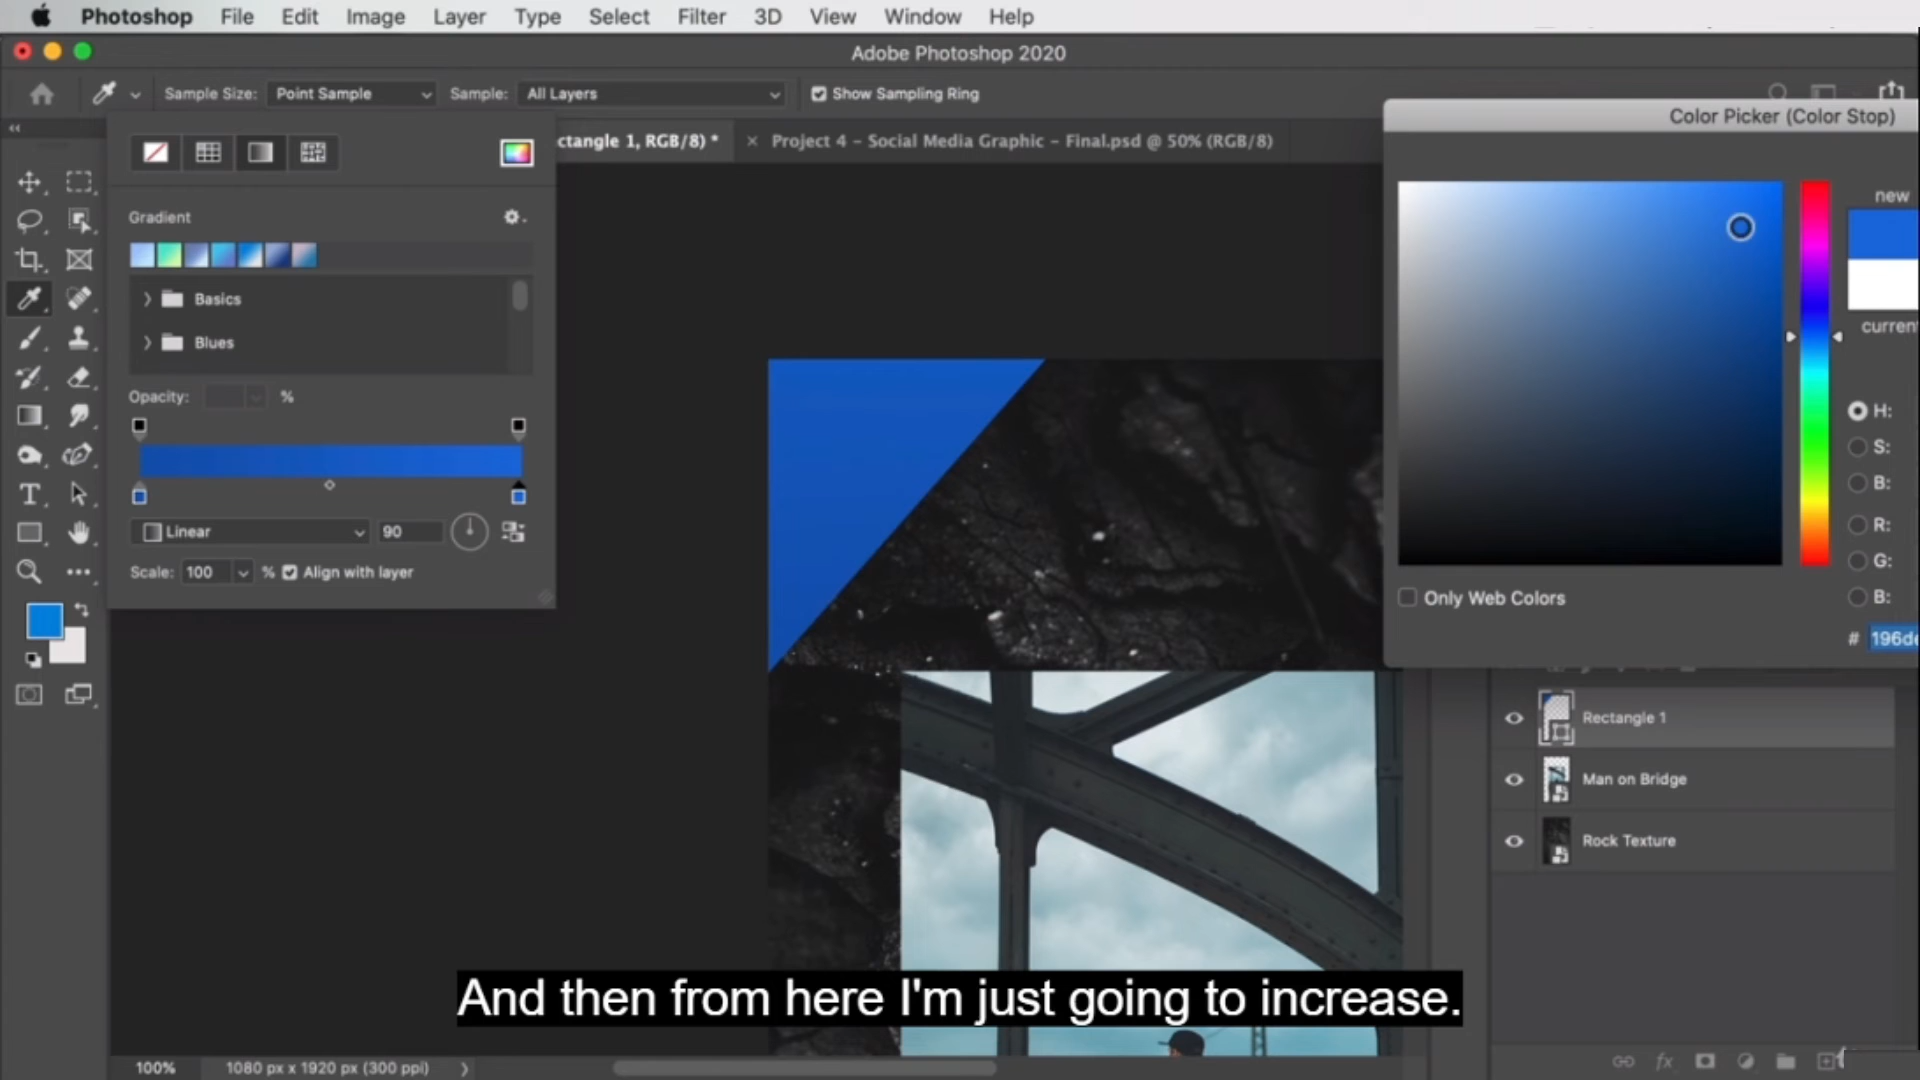 Photoshop File Edit Image Layer Type Select Filter 3D View Window Help
Adobe Photoshop 2020
Sample Size: Point Sample Sample: All Layers Show Sampling Ring
Color Picker (Color Stop)
ctangle 1, RGB/8) * × Project 4 – Social Media Graphic – Final.psd @ 50% (RGB/8)
new
Gradient
Basics
current
Blues
Opacity: %
H:
S:
B:
R:
Linear 90
G:
Scale: 100 % Align with layer
Only Web Colors B:
# 196de
Rectangle 1
Man on Bridge
Rock Texture
And then from here I'm just going to increase.
100% 1080 px x 1920 px (300 ppi)
fx